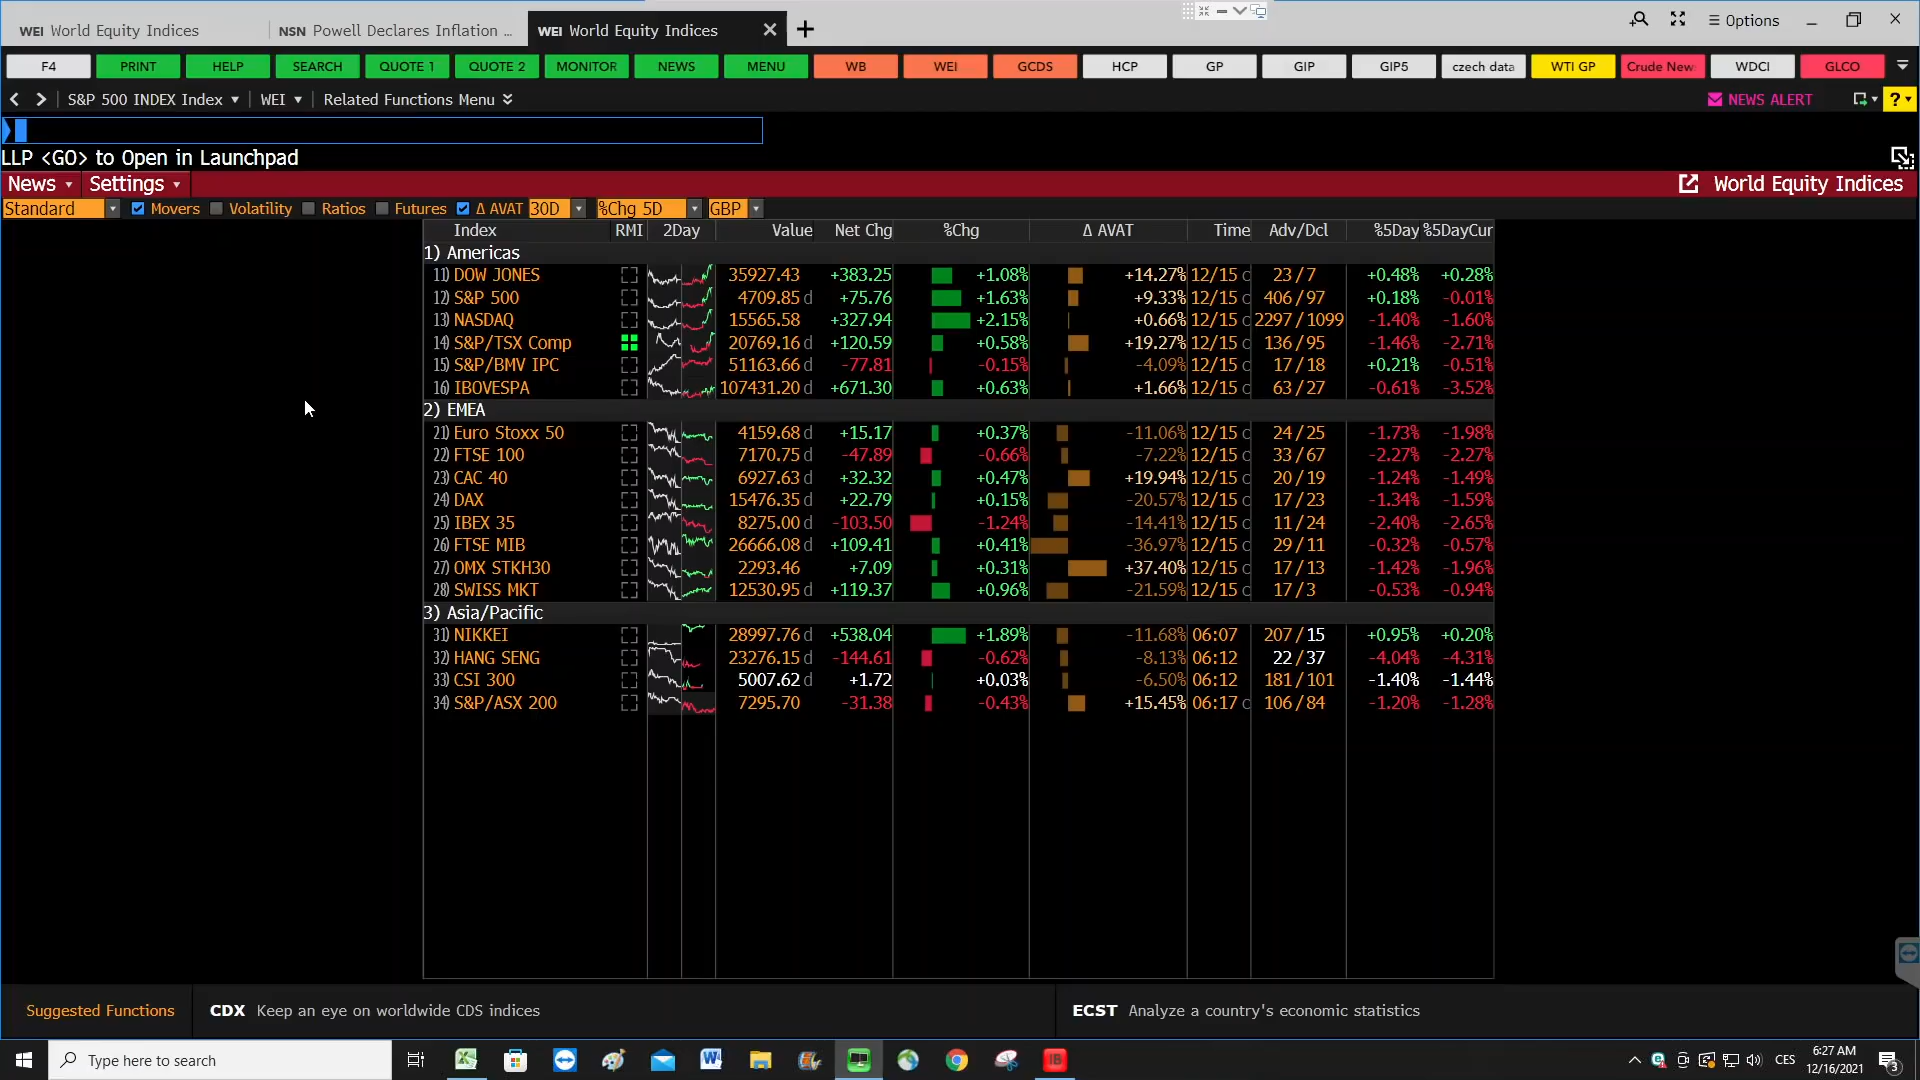 WEI World Equity Indices
NSN Powell Declares Inflation ...
WEI World Equity Indices
Options
F4 PRINT HELP SEARCH QUOTE 1 QUOTE 2 MONITOR NEWS MENU WB WEI GCDS HCP GP GIP GIP5 czech data WTI GP Crude New WDCI GLCO
S&P 500 INDEX Index WEI Related Functions Menu NEWS ALERT ?
LLP <GO> to Open in Launchpad
News Settings World Equity Indices
Standard Movers Volatility Ratios Futures Δ AVAT 30D %Chg 5D GBP
Index RMI 2Day Value Net Chg %Chg Δ AVAT Time Adv/Dcl %5Day %5DayCur
1) Americas
11) DOW JONES 35927.43 +383.25 +1.08% +14.27% 12/15 c 23 / 7 +0.48% +0.28%
12) S&P 500 4709.85 d +75.76 +1.63% +9.33% 12/15 c 406 / 97 +0.18% -0.01%
13) NASDAQ 15565.58 +327.94 +2.15% +0.66% 12/15 c 2297 / 1099 -1.40% -1.60%
14) S&P/TSX Comp 20769.16 d +120.59 +0.58% +19.27% 12/15 c 136 / 95 -1.46% -2.71%
15) S&P/BMV IPC 51163.66 d -77.81 -0.15% -4.09% 12/15 c 17 / 18 +0.21% -0.51%
16) IBOVESPA 107431.20 d +671.30 +0.63% +1.66% 12/15 c 63 / 27 -0.61% -3.52%
2) EMEA
21) Euro Stoxx 50 4159.68 d +15.17 +0.37% -11.06% 12/15 c 24 / 25 -1.73% -1.98%
22) FTSE 100 7170.75 d -47.89 -0.66% -7.22% 12/15 c 33 / 67 -2.27% -2.27%
23) CAC 40 6927.63 d +32.32 +0.47% +19.94% 12/15 c 20 / 19 -1.24% -1.49%
24) DAX 15476.35 d +22.79 +0.15% -20.57% 12/15 c 17 / 23 -1.34% -1.59%
25) IBEX 35 8275.00 d -103.50 -1.24% -14.41% 12/15 c 11 / 24 -2.40% -2.65%
26) FTSE MIB 26666.08 d +109.41 +0.41% -36.97% 12/15 c 29 / 11 -0.32% -0.57%
27) OMX STKH30 2293.46 +7.09 +0.31% +37.40% 12/15 c 17 / 13 -1.42% -1.96%
28) SWISS MKT 12530.95 d +119.37 +0.96% -21.59% 12/15 c 17 / 3 -0.53% -0.94%
3) Asia/Pacific
31) NIKKEI 28997.76 d +538.04 +1.89% -11.68% 06:07 207 / 15 +0.95% +0.20%
32) HANG SENG 23276.15 d -144.61 -0.62% -8.13% 06:12 22 / 37 -4.04% -4.31%
33) CSI 300 5007.62 d +1.72 +0.03% -6.50% 06:12 181 / 101 -1.40% -1.44%
34) S&P/ASX 200 7295.70 -31.38 -0.43% +15.45% 06:17 c 106 / 84 -1.20% -1.28%
Suggested Functions CDX Keep an eye on worldwide CDS indices ECST Analyze a country's economic statistics
Type here to search
CES
6:27 AM
12/16/2021
3